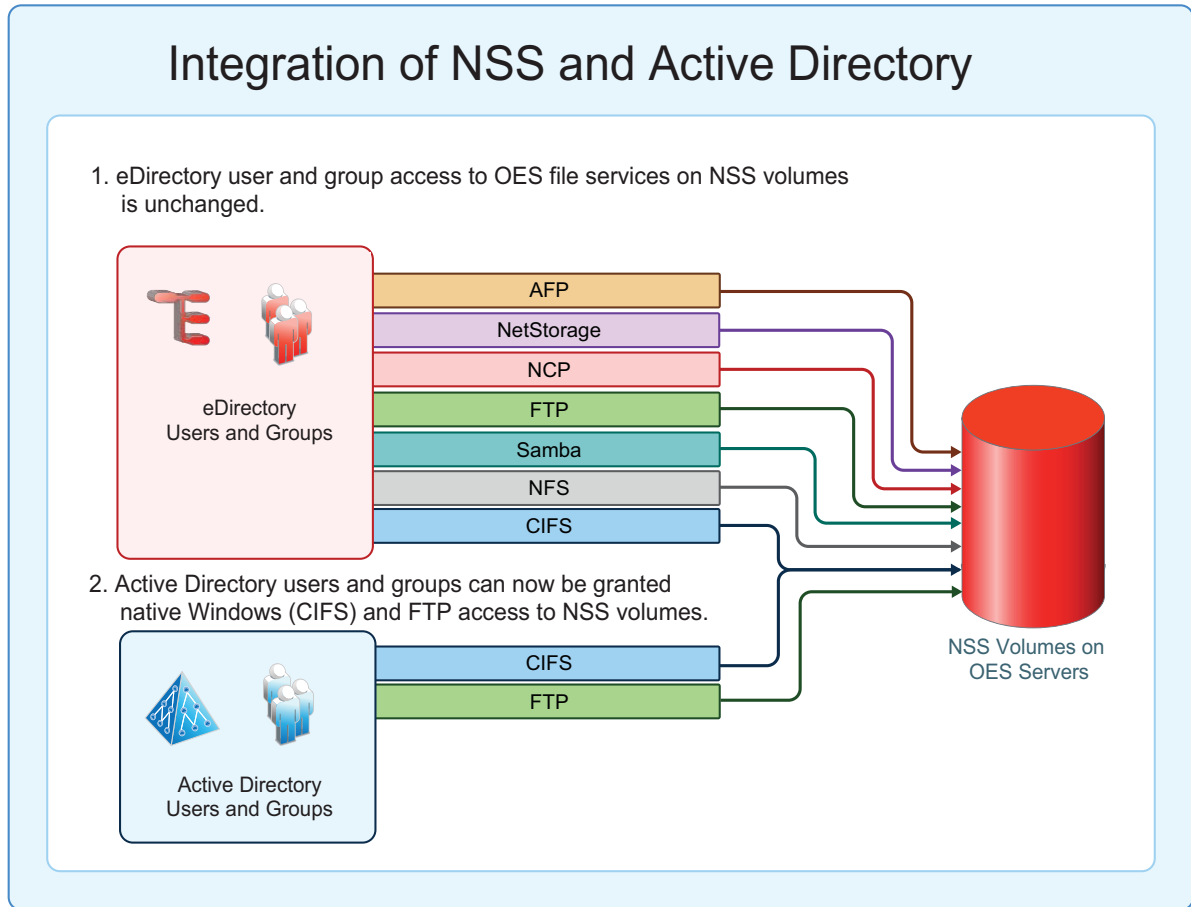 Integration of NSS and Active Directory
1. eDirectory user and group access to OES file services on NSS volumes
is unchanged.
AFP
NetStorage
NCP
FTP
Samba
NFS
CIFS
eDirectory
Users and Groups
2. Active Directory users and groups can now be granted
native Windows (CIFS) and FTP access to NSS volumes.
CIFS
FTP
Active Directory
Users and Groups
NSS Volumes on
OES Servers